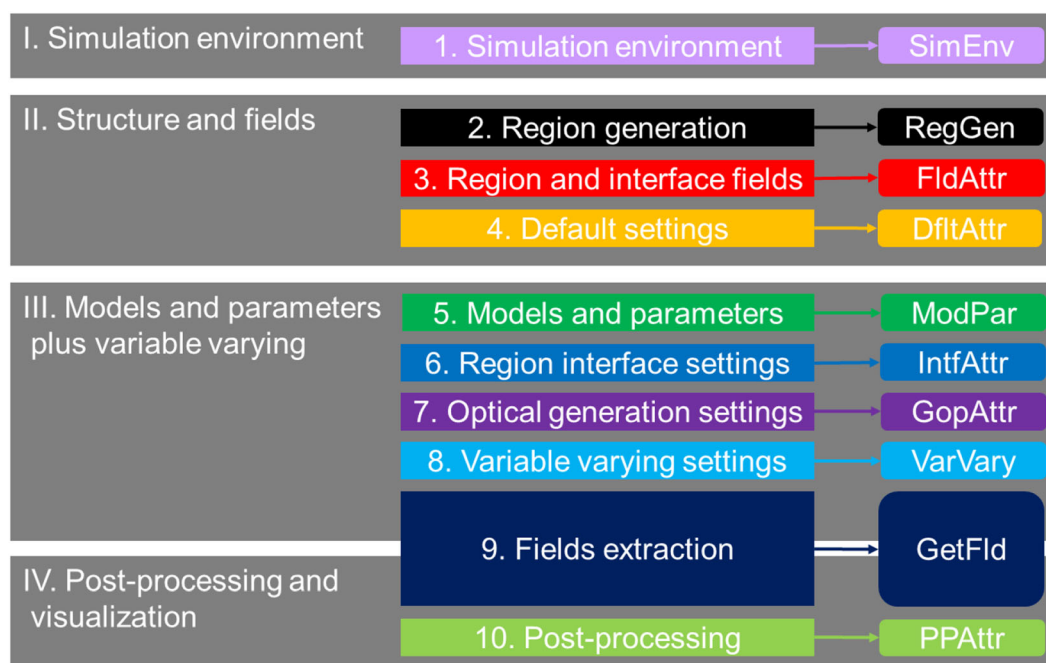 I. Simulation environment
1. Simulation environment
SimEnv
II. Structure and fields
2. Region generation
RegGen
3. Region and interface fields
FldAttr
4. Default settings
DfltAttr
III. Models and parameters
plus variable varying
5. Models and parameters
ModPar
6. Region interface settings
IntfAttr
7. Optical generation settings
GopAttr
8. Variable varying settings
VarVary
9. Fields extraction
GetFld
IV. Post-processing and
visualization
10. Post-processing
PPAttr